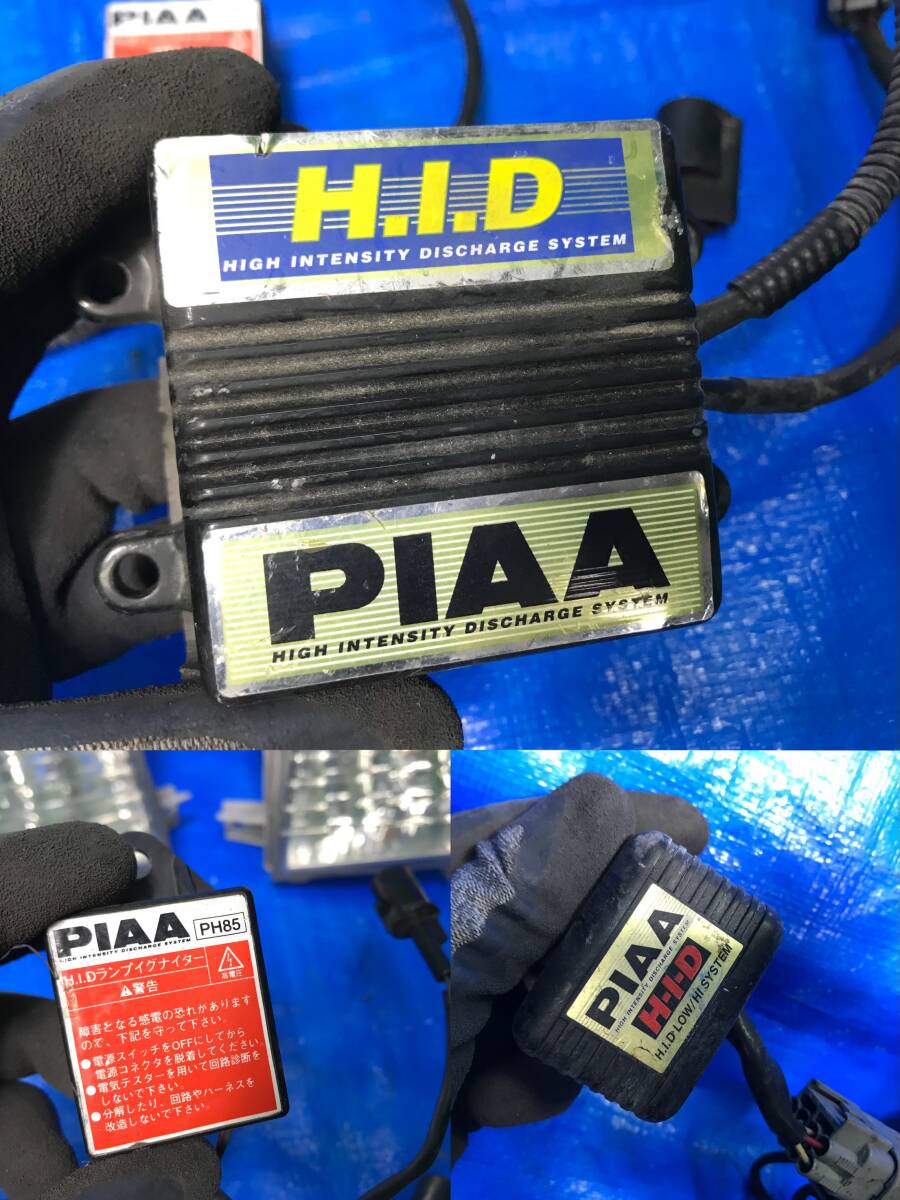 PIAA
H.I.D
HIGH INTENSITY DISCHARGE SYSTEM
PIAA
HIGH INTENSITY DISCHARGE SYSTEM
PIAA
HIGH INTENSITY DISCHARGE SYSTEM
PH85
H.I.Dランプイグナイター
⚠警告
高電圧
障害となる感電の恐れがあります
ので、下記を守って下さい。
●電源スイッチをOFFにしてから
電源コネクタを脱着してください。
●電気テスターを用いて回路診断を
しないで下さい。
●分解したり、回路やハーネスを
改造しないで下さい。
PIAA
HIGH INTENSITY DISCHARGE SYSTEM
H-I-D
H.I.D LOW/HI SYSTEM